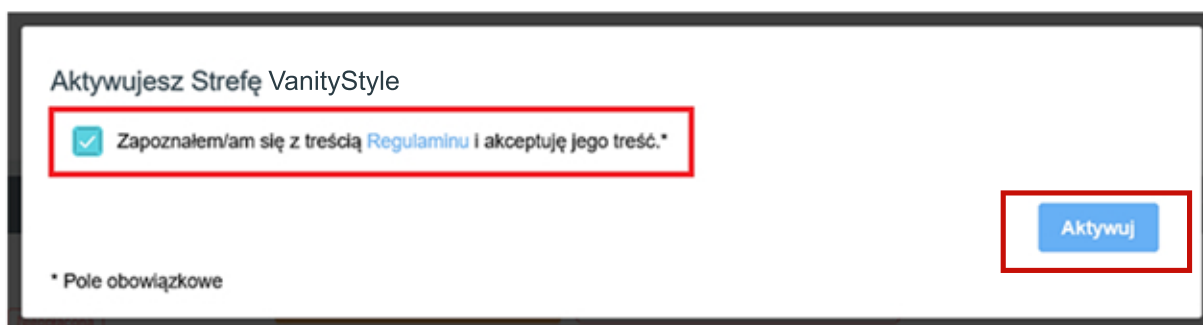 Aktywujesz Strefę VanityStyle
Zapoznałem/am się z treścią Regulaminu i akceptuję jego treść.*
Aktywuj
* Pole obowiązkowe